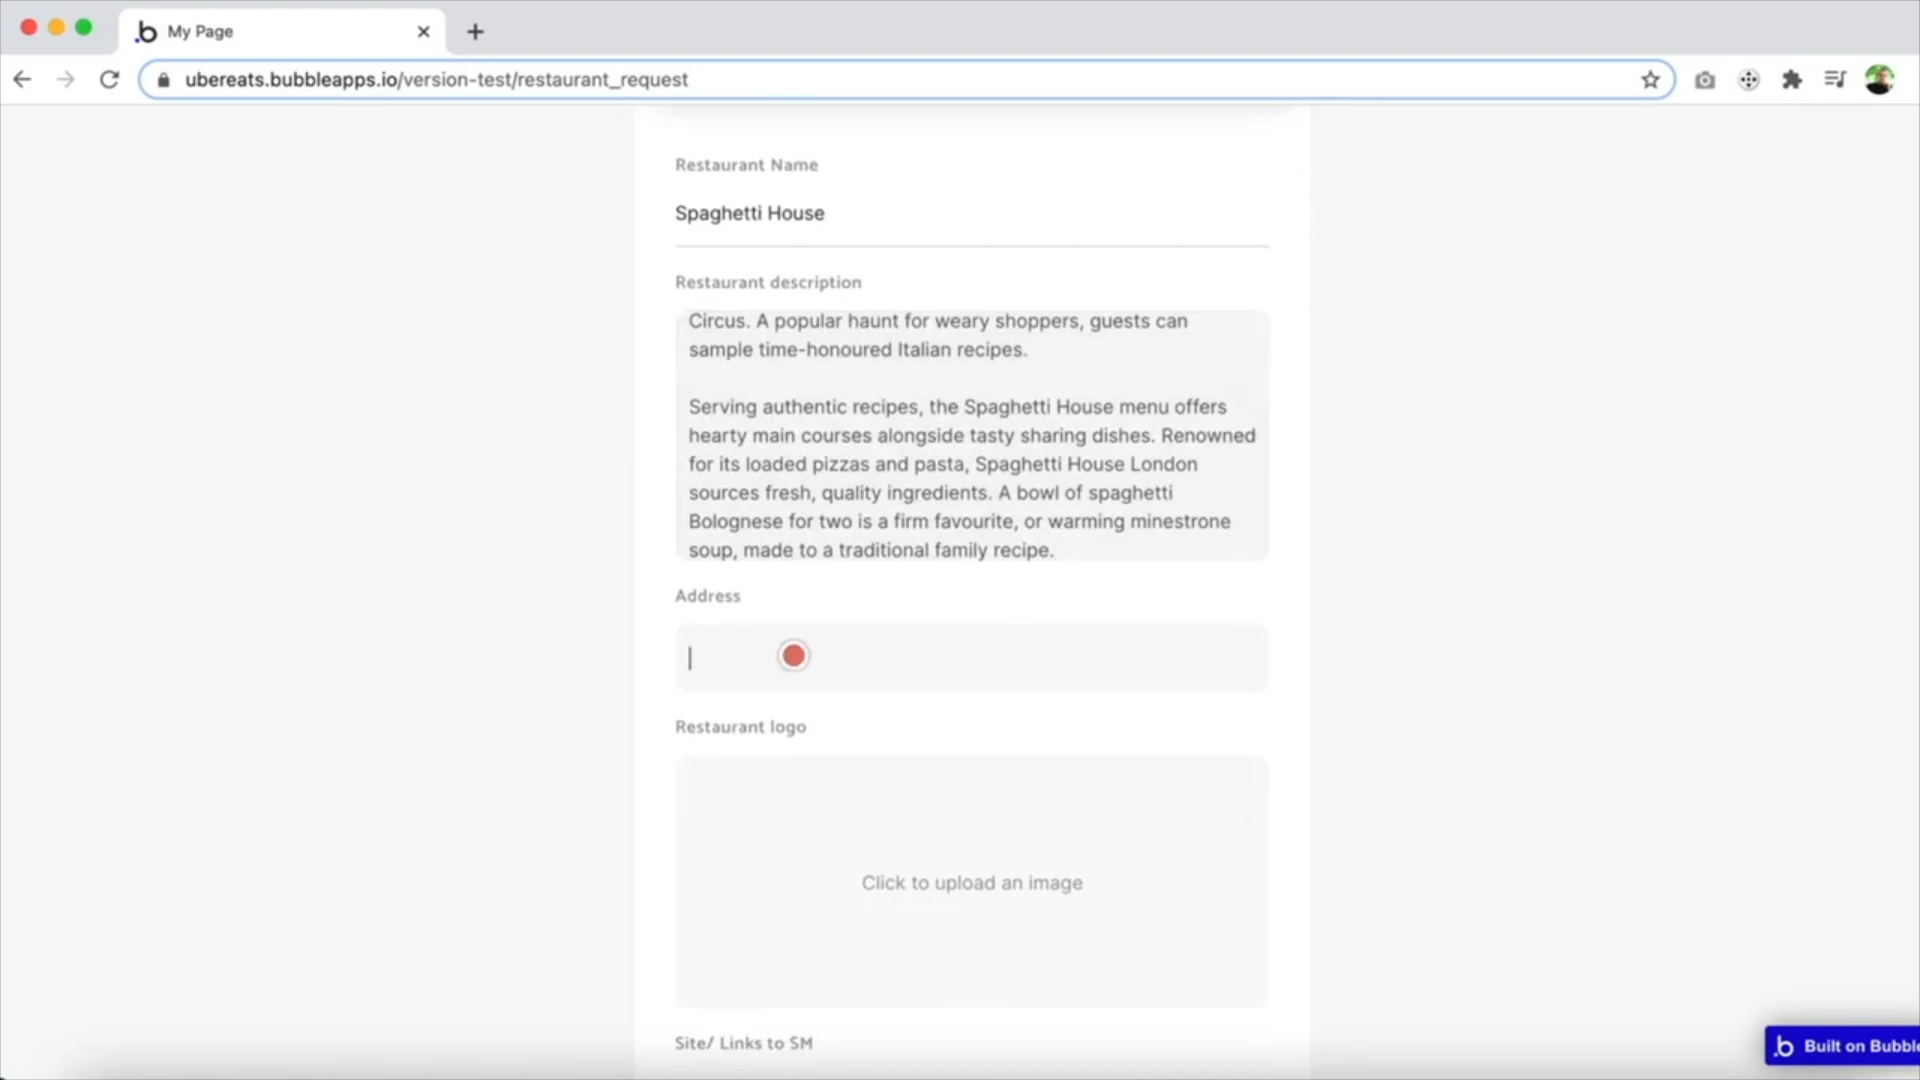 My Page
ubereats.bubbleapps.io/version-test/restaurant_request
Restaurant Name
Spaghetti House
Restaurant description
Circus. A popular haunt for weary shoppers, guests can
sample time-honoured Italian recipes.
Serving authentic recipes, the Spaghetti House menu offers
hearty main courses alongside tasty sharing dishes. Renowned
for its loaded pizzas and pasta, Spaghetti House London
sources fresh, quality ingredients. A bowl of spaghetti
Bolognese for two is a firm favourite, or warming minestrone
soup, made to a traditional family recipe.
Address
Restaurant logo
Click to upload an image
Site/ Links to SM
Built on Bubble